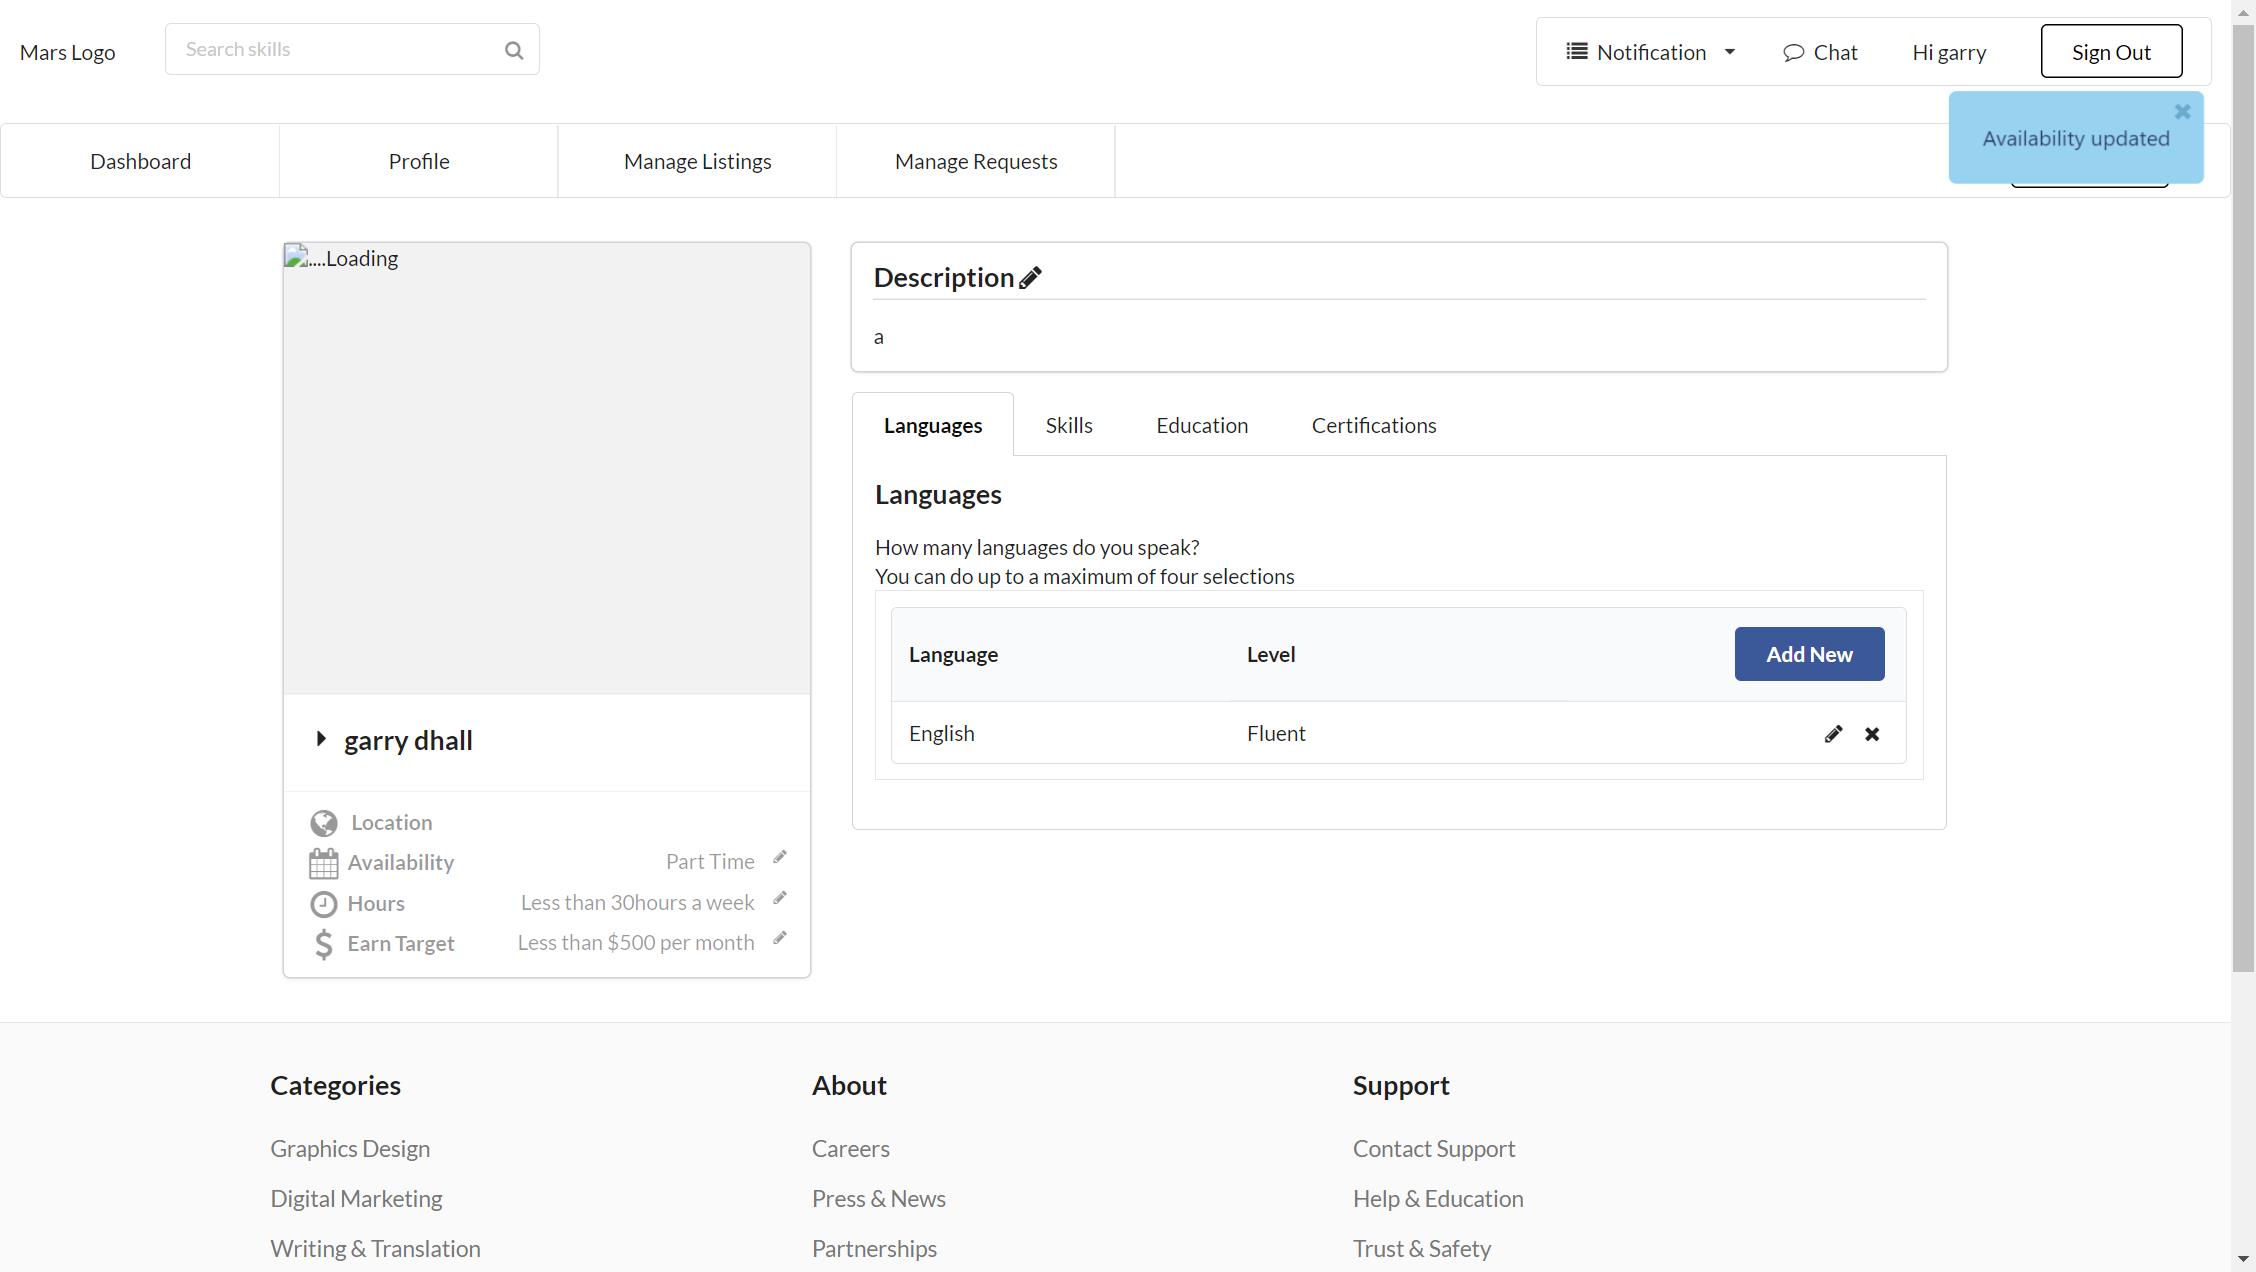 Mars Logo
Search skills
Notification
Chat
Hi garry
Sign Out
Availability updated
Dashboard
Profile
Manage Listings
Manage Requests
....Loading
garry dhall
Location
Availability Part Time
Hours Less than 30hours a week
Earn Target Less than $500 per month
Description
a
Languages Skills Education Certifications
Languages
How many languages do you speak?
You can do up to a maximum of four selections
Language Level Add New
English Fluent
Categories
Graphics Design
Digital Marketing
Writing & Translation
About
Careers
Press & News
Partnerships
Support
Contact Support
Help & Education
Trust & Safety